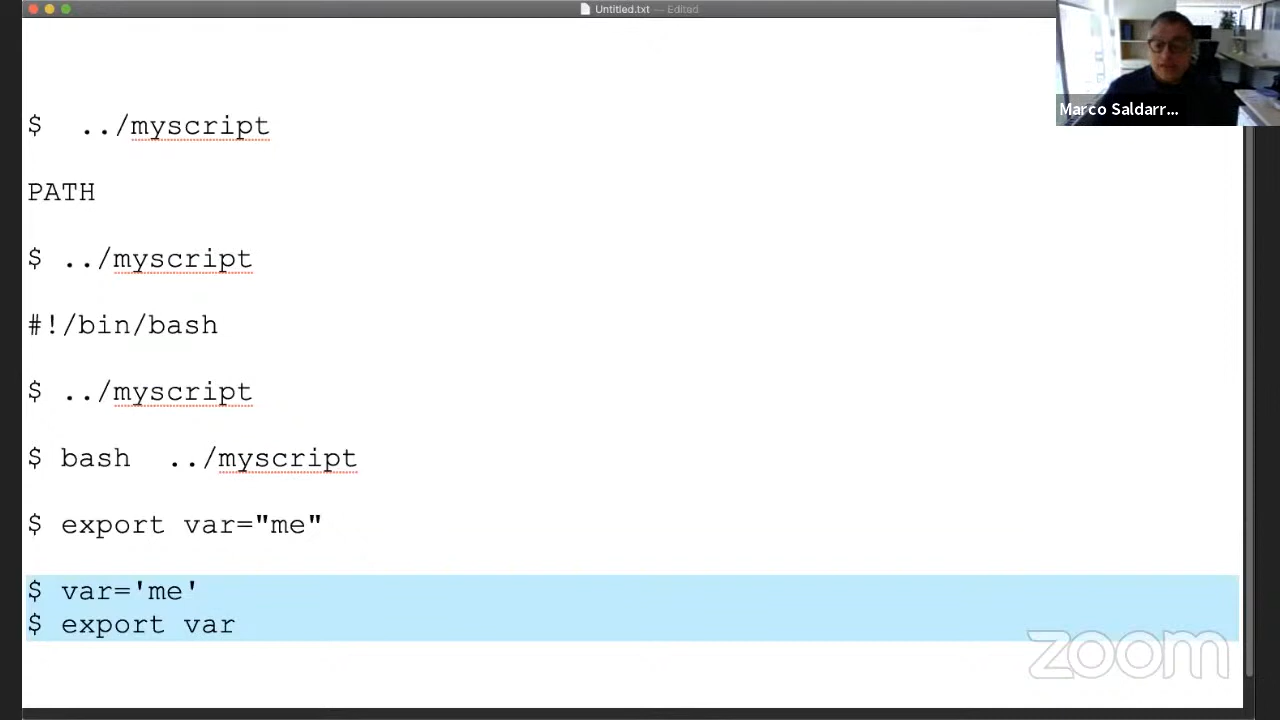 Untitled.txt — Edited
Marco Saldarr...
$  ../myscript
PATH
$ ../myscript
#!/bin/bash
$ ../myscript
$ bash  ../myscript
$ export var="me"
$ var='me'
$ export var
zoom